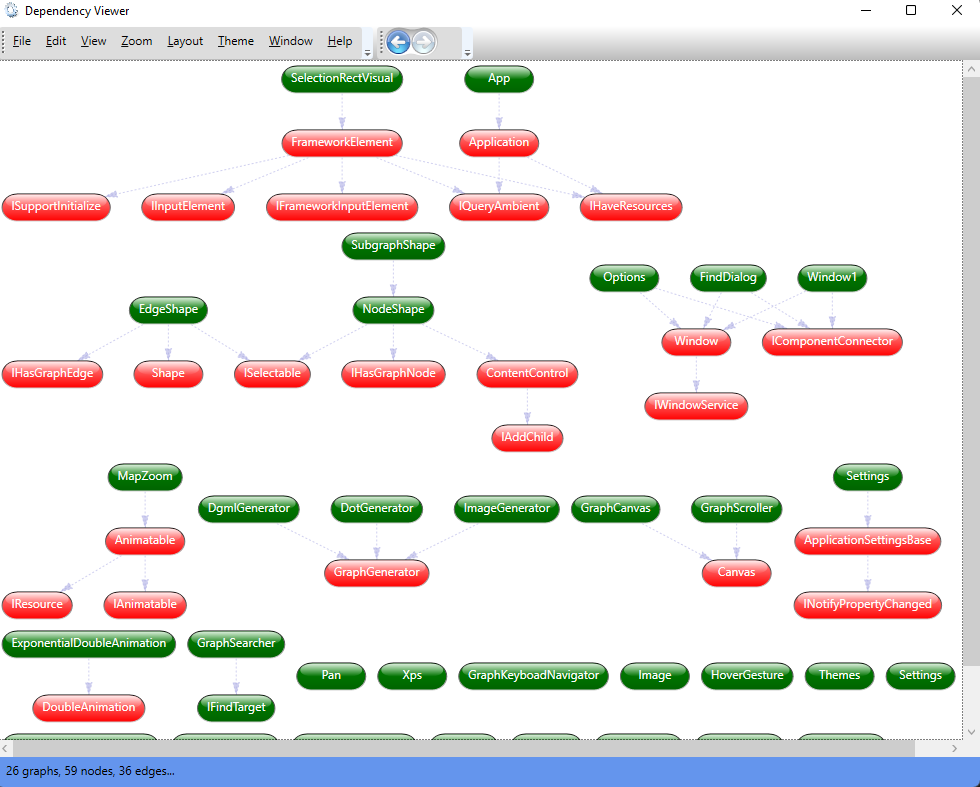 Dependency Viewer
File Edit View Zoom Layout Theme Window Help
SelectionRectVisual App
FrameworkElement Application
ISupportInitialize IInputElement IFrameworkInputElement IQueryAmbient IHaveResources
SubgraphShape
Options FindDialog Window1
EdgeShape NodeShape
Window IComponentConnector
IHasGraphEdge Shape ISelectable IHasGraphNode ContentControl
IWindowService
IAddChild
MapZoom Settings
DgmlGenerator DotGenerator ImageGenerator GraphCanvas GraphScroller
Animatable ApplicationSettingsBase
GraphGenerator Canvas
IResource IAnimatable INotifyPropertyChanged
ExponentialDoubleAnimation GraphSearcher
Pan Xps GraphKeyboadNavigator Image HoverGesture Themes Settings
DoubleAnimation IFindTarget
26 graphs, 59 nodes, 36 edges...